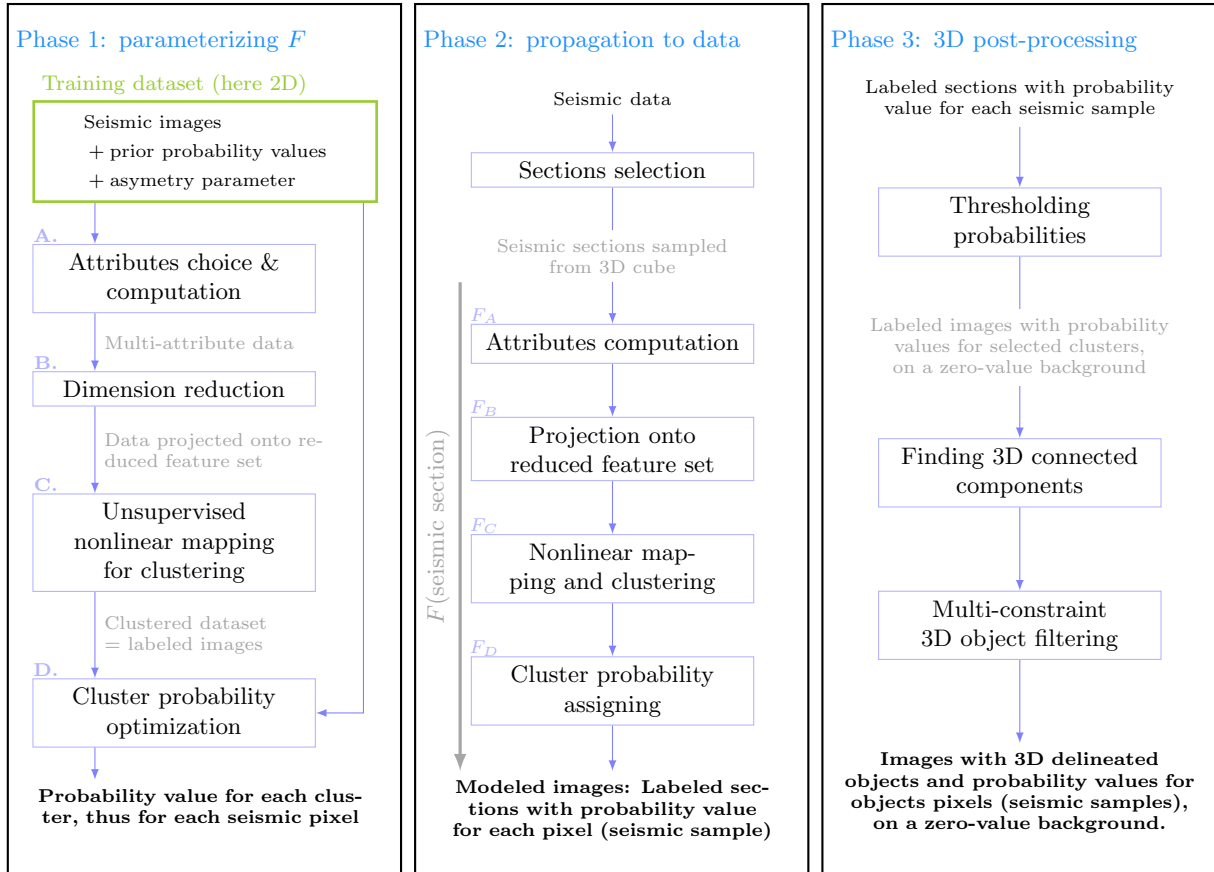 Phase 1: parameterizing F
Training dataset (here 2D)
Seismic images
+ prior probability values
+ asymetry parameter
A.
Attributes choice &
computation
Multi-attribute data
B.
Dimension reduction
Data projected onto re-
duced feature set
C.
Unsupervised
nonlinear mapping
for clustering
Clustered dataset
= labeled images
D.
Cluster probability
optimization
Probability value for each clus-
ter, thus for each seismic pixel
Phase 2: propagation to data
Seismic data
Sections selection
Seismic sections sampled
from 3D cube
F(seismic section)
F_A
Attributes computation
F_B
Projection onto
reduced feature set
F_C
Nonlinear map-
ping and clustering
F_D
Cluster probability
assigning
Modeled images: Labeled sec-
tions with probability value
for each pixel (seismic sample)
Phase 3: 3D post-processing
Labeled sections with probability
value for each seismic sample
Thresholding
probabilities
Labeled images with probability
values for selected clusters,
on a zero-value background
Finding 3D connected
components
Multi-constraint
3D object filtering
Images with 3D delineated
objects and probability values for
objects pixels (seismic samples),
on a zero-value background.